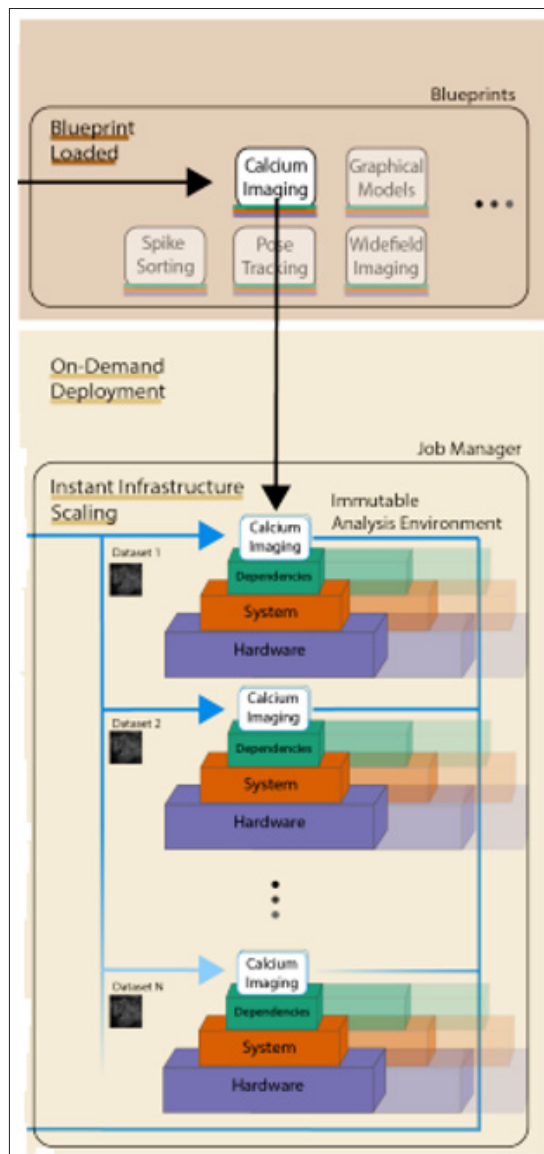 Blueprints
Blueprint
Loaded
Calcium
Imaging
Graphical
Models
Spike
Sorting
Pose
Tracking
Widefield
Imaging
On-Demand
Deployment
Job Manager
Instant Infrastructure
Scaling
Immutable
Analysis Environment
Calcium
Imaging
Dataset 1
Dependencies
System
Hardware
Calcium
Imaging
Dataset 2
Dependencies
System
Hardware
Calcium
Imaging
Dataset N
Dependencies
System
Hardware